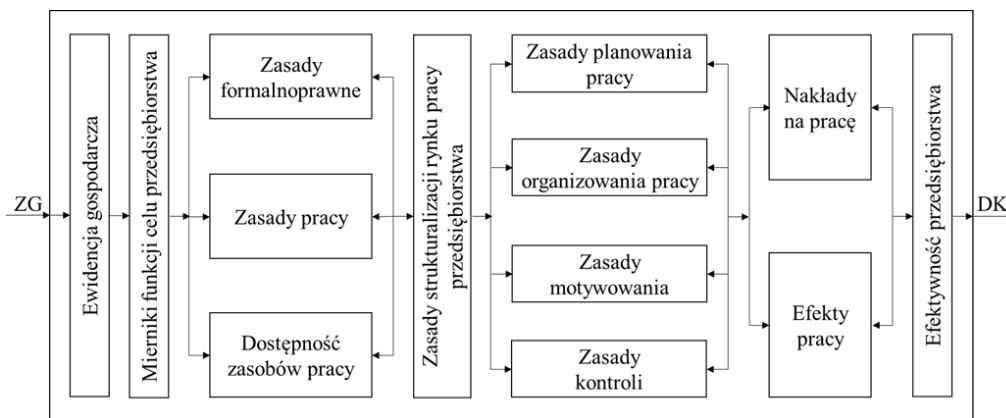 ZG
Ewidencja gospodarcza
Mierniki funkcji celu przedsiębiorstwa
Zasady
formalnoprawne
Zasady pracy
Dostępność
zasobów pracy
Zasady strukturalizacji rynku pracy
przedsiębiorstwa
Zasady planowania
pracy
Zasady
organizowania pracy
Zasady
motywowania
Zasady
kontroli
Nakłady
na pracę
Efekty
pracy
Efektywność przedsiębiorstwa
DK